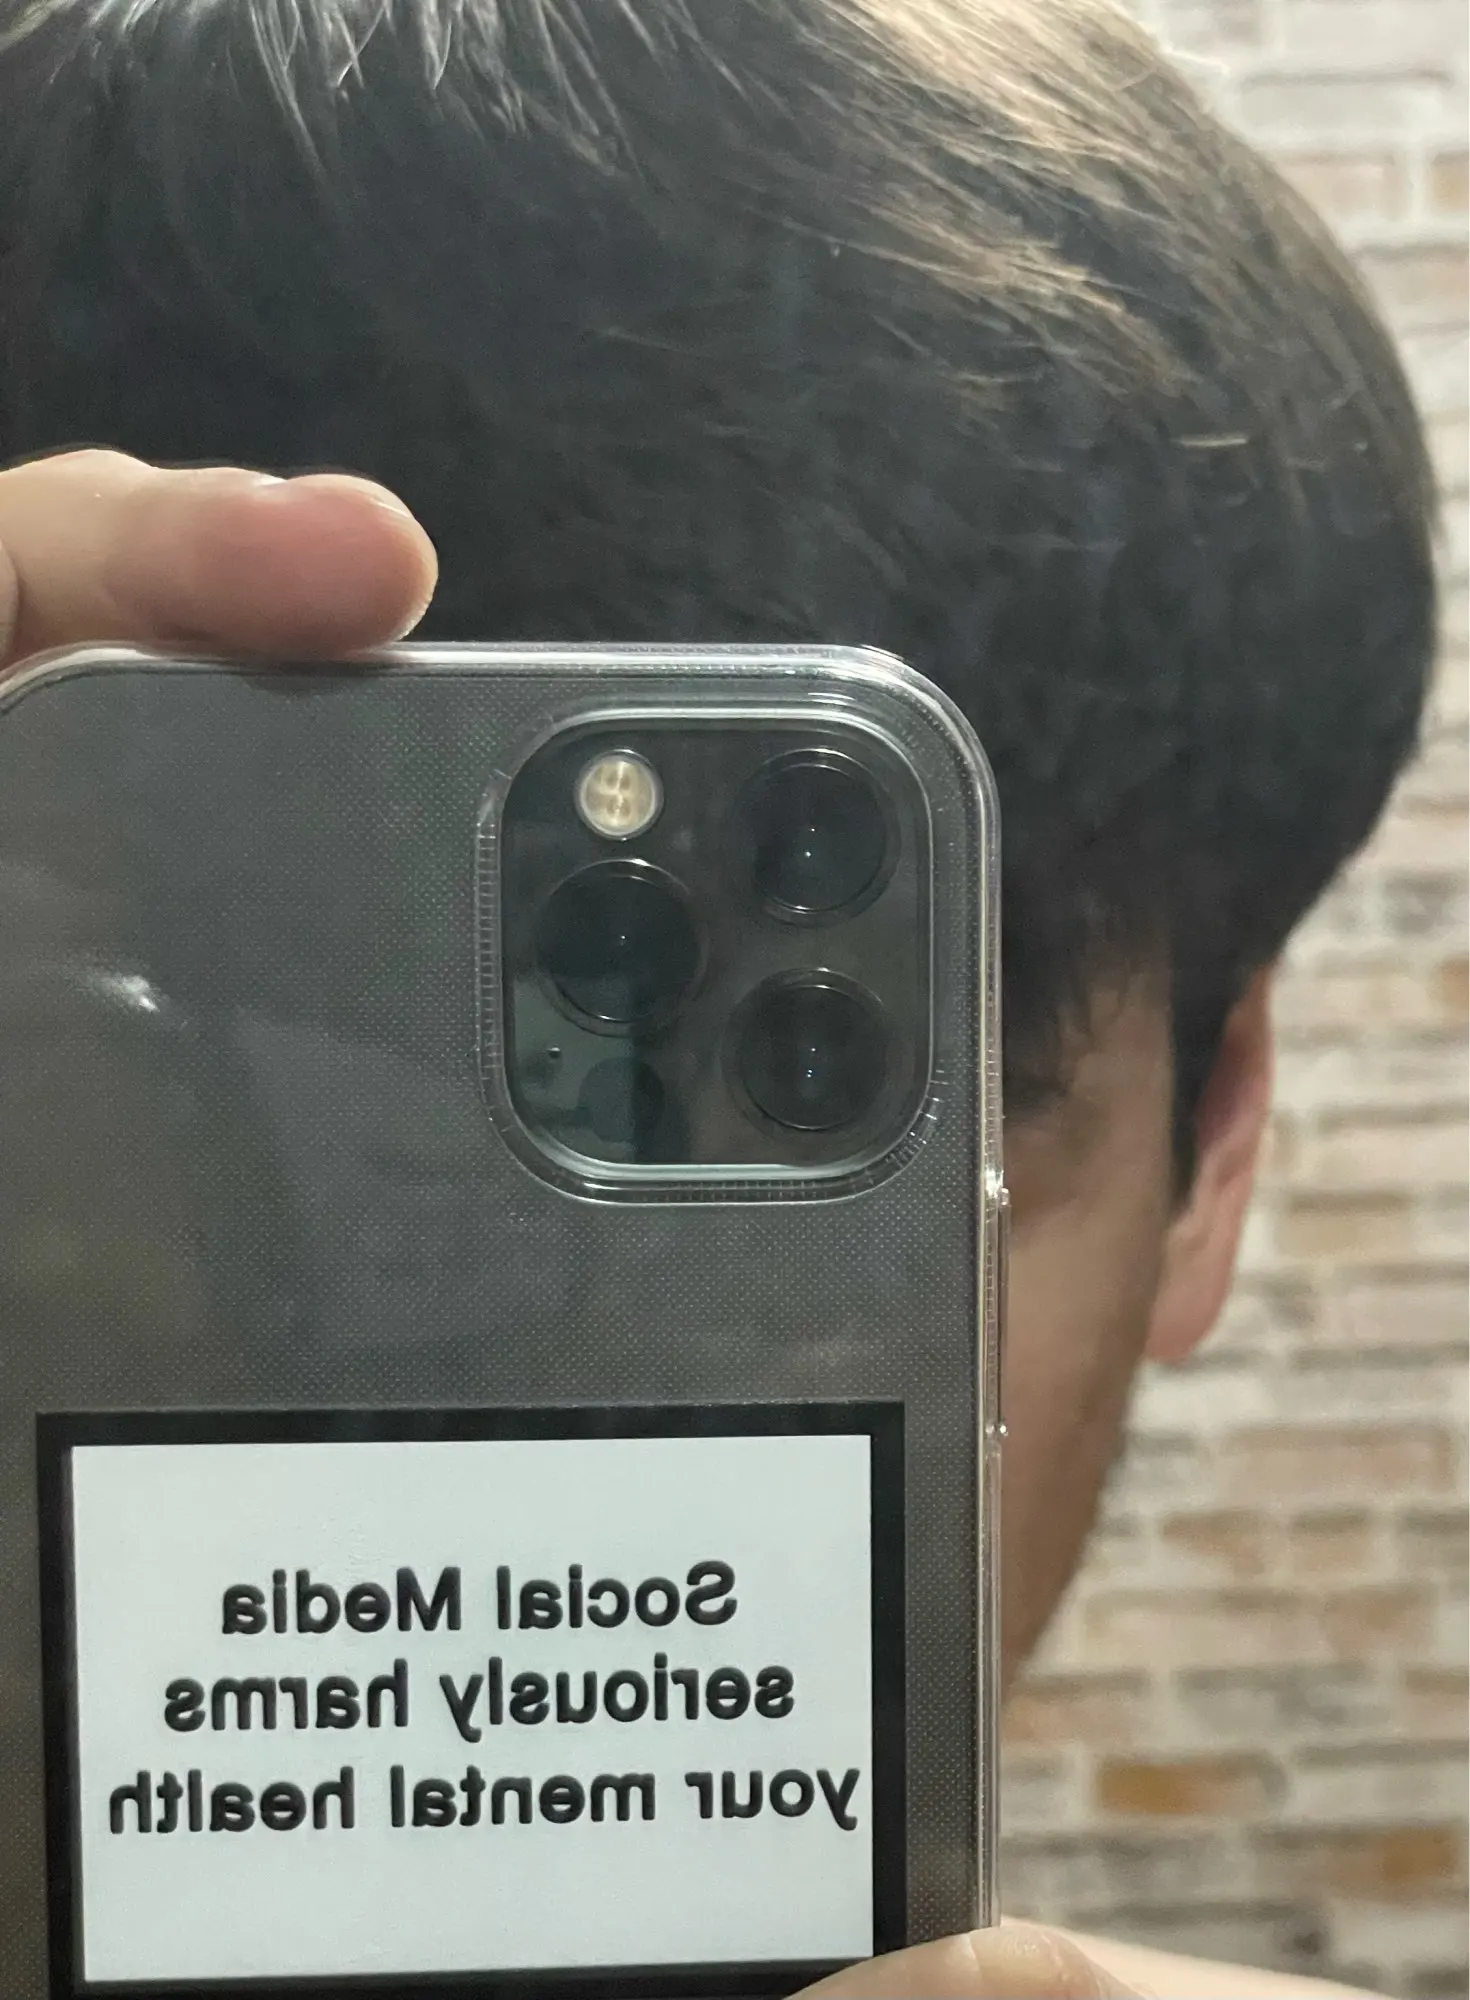 Social Media
seriously harms
your mental health